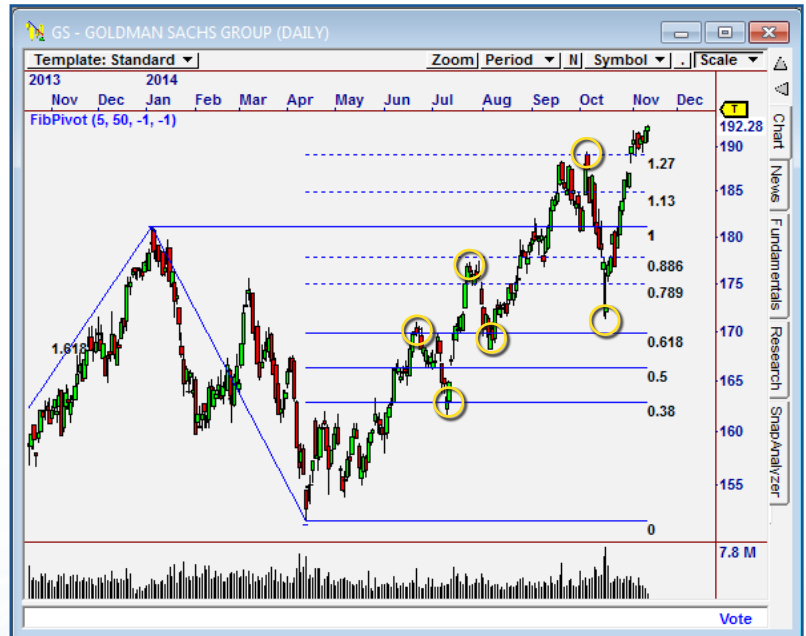 GS - GOLDMAN SACHS GROUP (DAILY)
Template: Standard Zoom Period N Symbol . Scale
2013 2014
Nov Dec Jan Feb Mar Apr May Jun Jul Aug Sep Oct Nov Dec
FibPivot (5, 50, -1, -1)
T
192.28
190
185
180
175
170
165
160
155
1.27
1.13
1
0.886
0.789
0.618
0.5
0.38
0
1.618
7.8 M
Chart
News
Fundamentals
Research
SnapAnalyzer
Vote